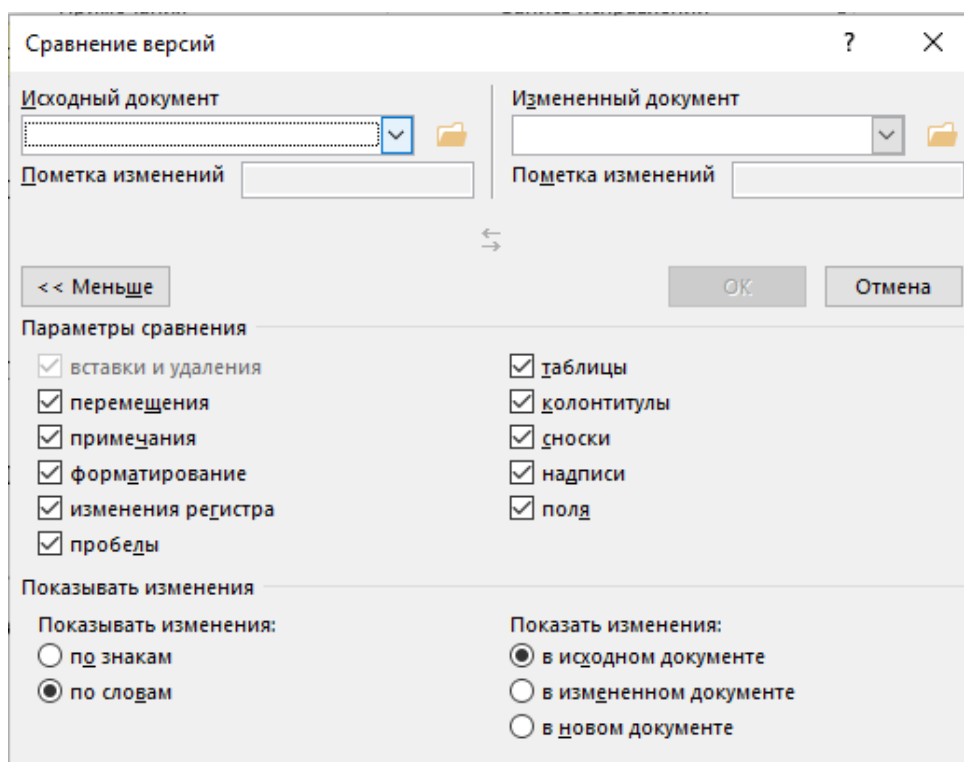 Сравнение версий ? ×
Исходный документ
Измененный документ
Пометка изменений
Пометка изменений
<< Меньше
ОК
Отмена
Параметры сравнения
вставки и удаления
таблицы
перемещения
колонтитулы
примечания
сноски
форматирование
надписи
изменения регистра
поля
пробелы
Показывать изменения
Показывать изменения:
Показать изменения:
по знакам
в исходном документе
по словам
в измененном документе
в новом документе